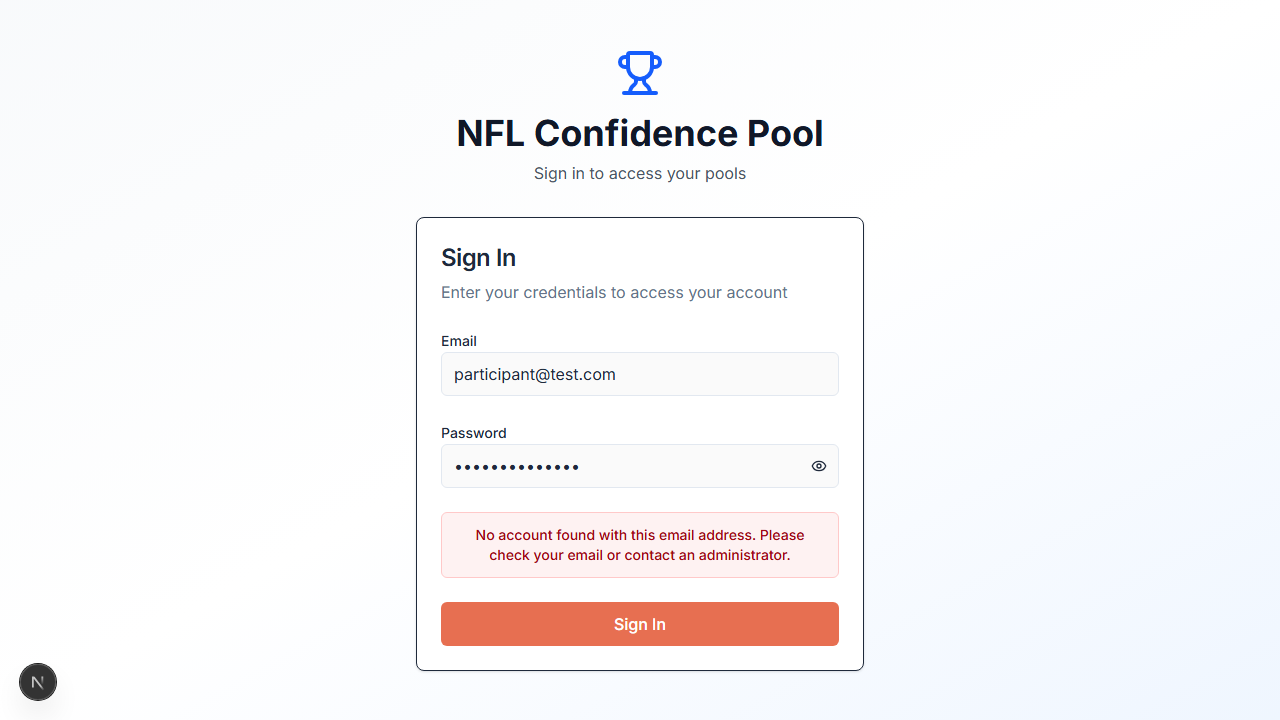 NFL Confidence Pool
Sign in to access your pools
Sign In
Enter your credentials to access your account
Email
participant@test.com
Password
••••••••••••••
No account found with this email address. Please
check your email or contact an administrator.
Sign In
N